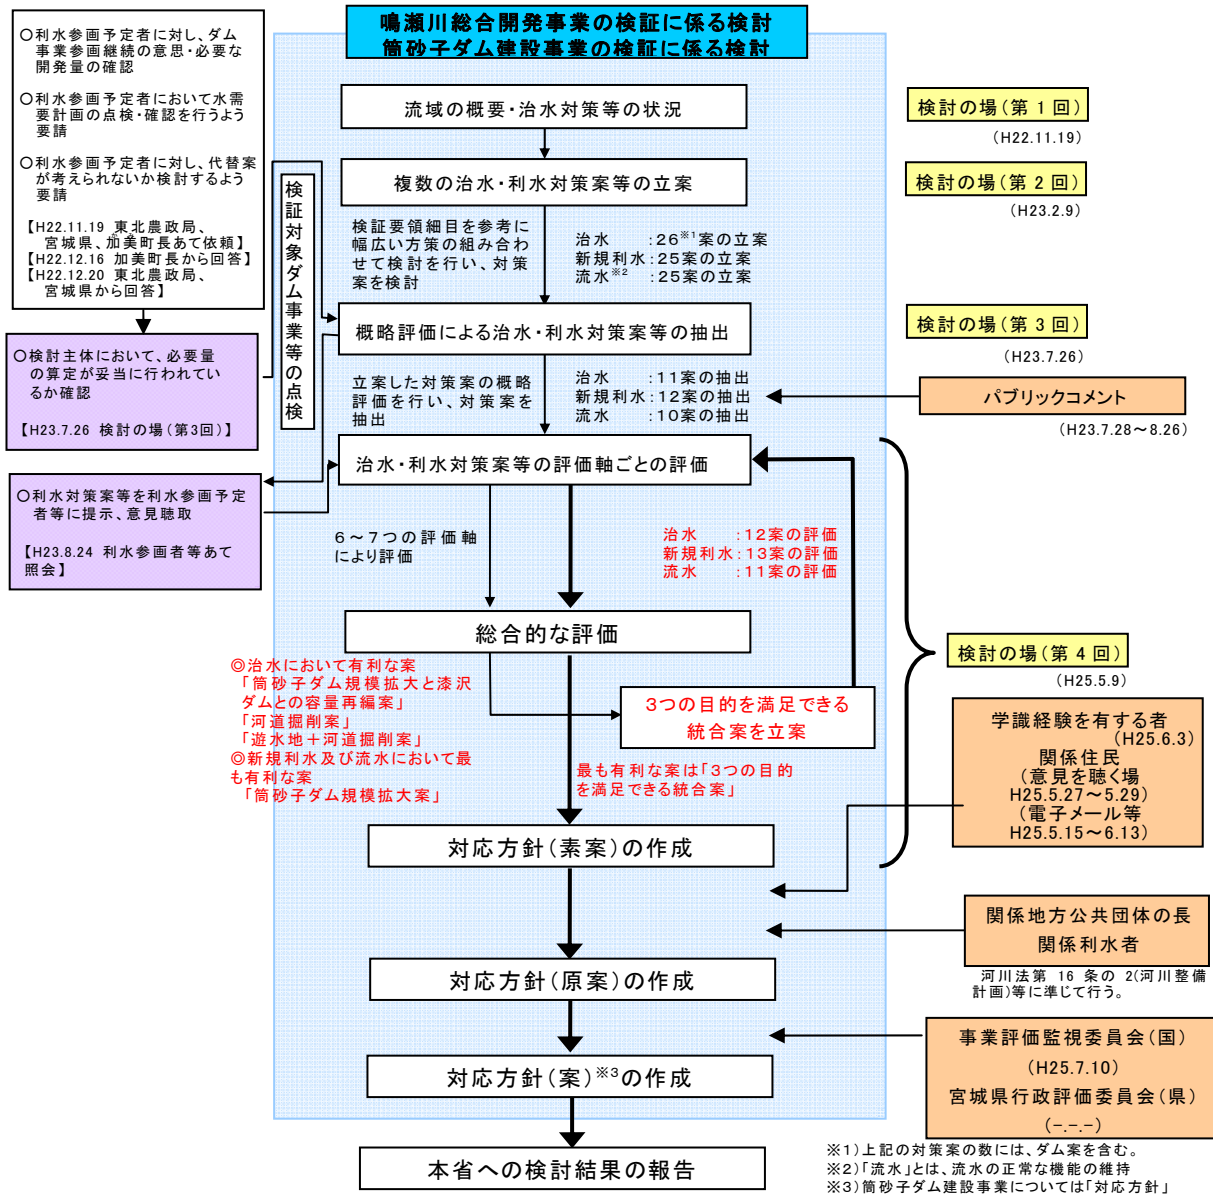 鳴瀬川総合開発事業の検証に係る検討
筒砂子ダム建設事業の検証に係る検討
○利水参画予定者に対し、ダム
事業参画継続の意思・必要な
開発量の確認
○利水参画予定者において水需
要計画の点検・確認を行うよう
要請
○利水参画予定者に対し、代替案
が考えられないか検討するよう
要請
【H22.11.19 東北農政局、
宮城県、加美町長あて依頼】
【H22.12.16 加美町長から回答】
【H22.12.20 東北農政局、
宮城県から回答】
○検討主体において、必要量
の算定が妥当に行われてい
るか確認
【H23.7.26 検討の場(第3回)】
○利水対策案等を利水参画予定
者等に提示、意見聴取
【H23.8.24 利水参画者等あて
照会】
検証対象ダム事業等の点検
流域の概要・治水対策等の状況
複数の治水・利水対策案等の立案
検証要領細目を参考に
幅広い方策の組み合わ
せて検討を行い、対策
案を検討
治水 :26※1案の立案
新規利水:25案の立案
流水※2 :25案の立案
概略評価による治水・利水対策案等の抽出
立案した対策案の概略
評価を行い、対策案を
抽出
治水 :11案の抽出
新規利水:12案の抽出
流水 :10案の抽出
治水・利水対策案等の評価軸ごとの評価
6～7つの評価軸
により評価
治水 :12案の評価
新規利水:13案の評価
流水 :11案の評価
総合的な評価
◎治水において有利な案
「筒砂子ダム規模拡大と漆沢
ダムとの容量再編案」
「河道掘削案」
「遊水地+河道掘削案」
◎新規利水及び流水において最
も有利な案
「筒砂子ダム規模拡大案」
3つの目的を満足できる
統合案を立案
最も有利な案は「3つの目的
を満足できる統合案」
対応方針(素案)の作成
対応方針(原案)の作成
対応方針(案)※3の作成
本省への検討結果の報告
検討の場(第1回)
(H22.11.19)
検討の場(第2回)
(H23.2.9)
検討の場(第3回)
(H23.7.26)
パブリックコメント
(H23.7.28～8.26)
検討の場(第4回)
(H25.5.9)
学識経験を有する者
(H25.6.3)
関係住民
(意見を聴く場
H25.5.27～5.29)
(電子メール等
H25.5.15～6.13)
関係地方公共団体の長
関係利水者
河川法第 16 条の 2(河川整備
計画)等に準じて行う。
事業評価監視委員会(国)
(H25.7.10)
宮城県行政評価委員会(県)
(-.-.-)
※1)上記の対策案の数には、ダム案を含む。
※2)「流水」とは、流水の正常な機能の維持
※3)筒砂子ダム建設事業については「対応方針」